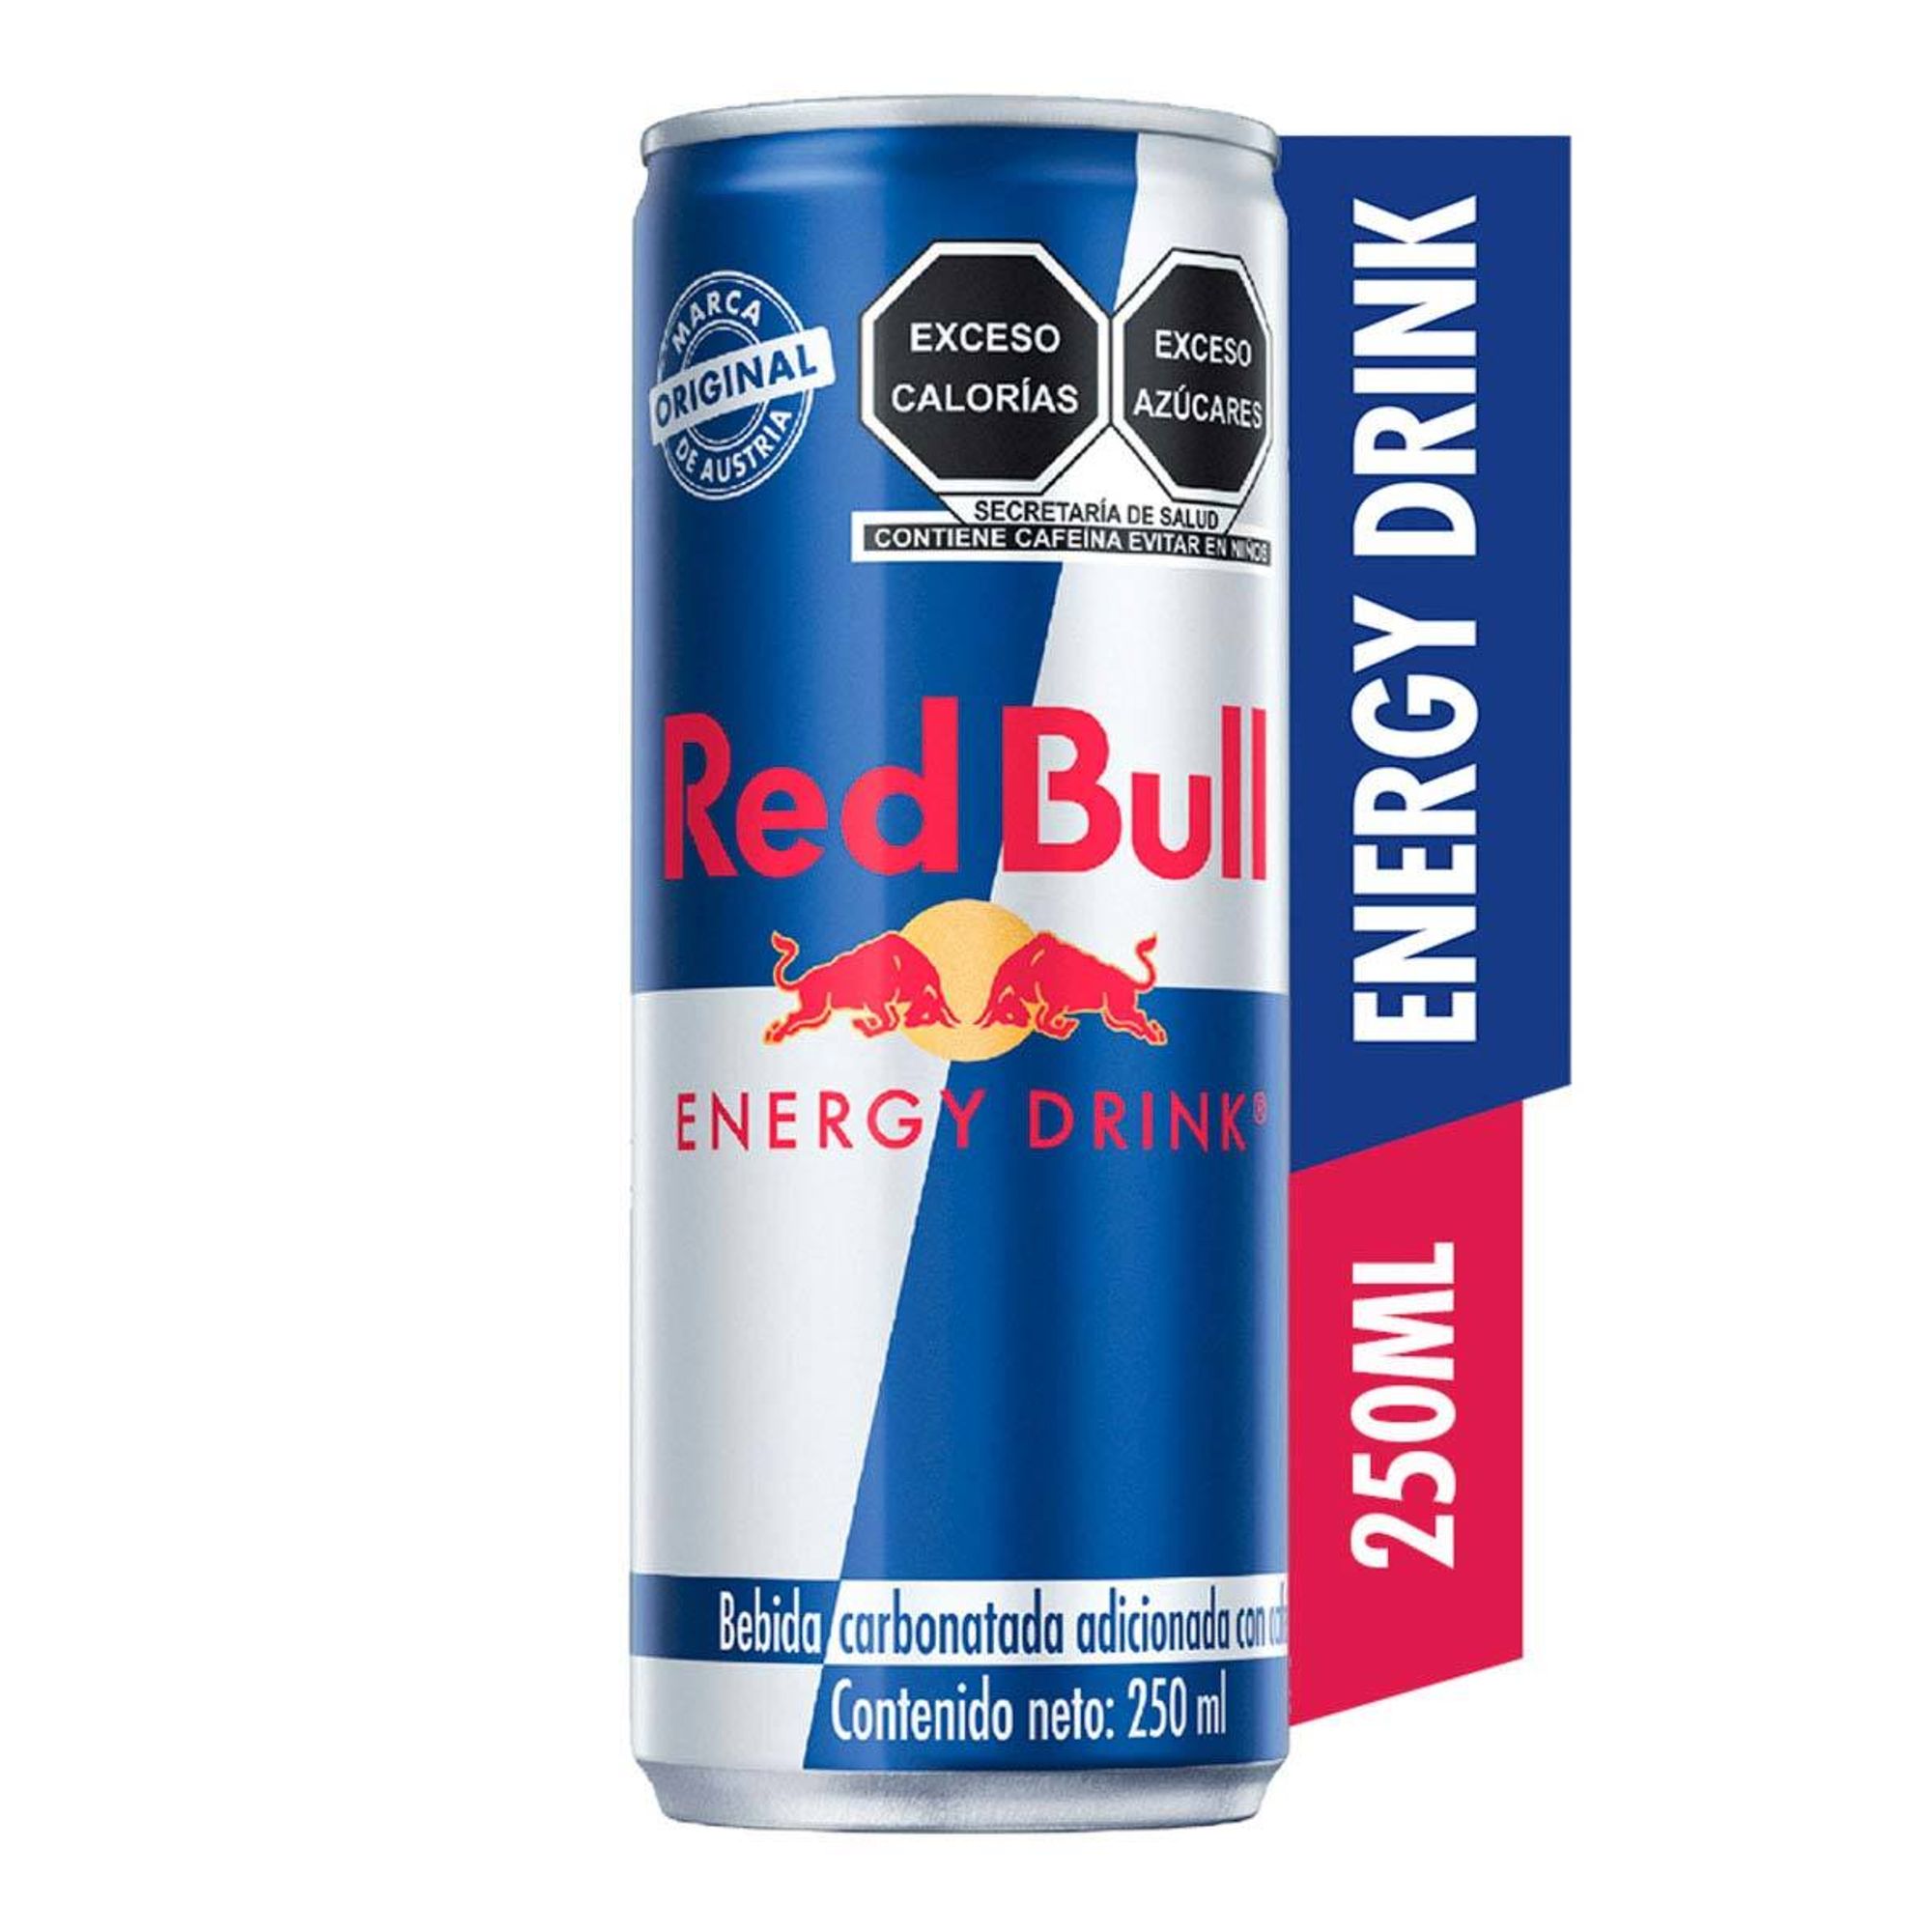 MARCA
ORIGINAL
DE AUSTRIA
EXCESO
CALORÍAS
EXCESO
AZÚCARES
SECRETARÍA DE SALUD
CONTIENE CAFEÍNA EVITAR EN NIÑOS
Red Bull
ENERGY DRINK®
Bebida carbonatada adicionada con
Contenido neto: 250 ml
ENERGY DRINK
250ML